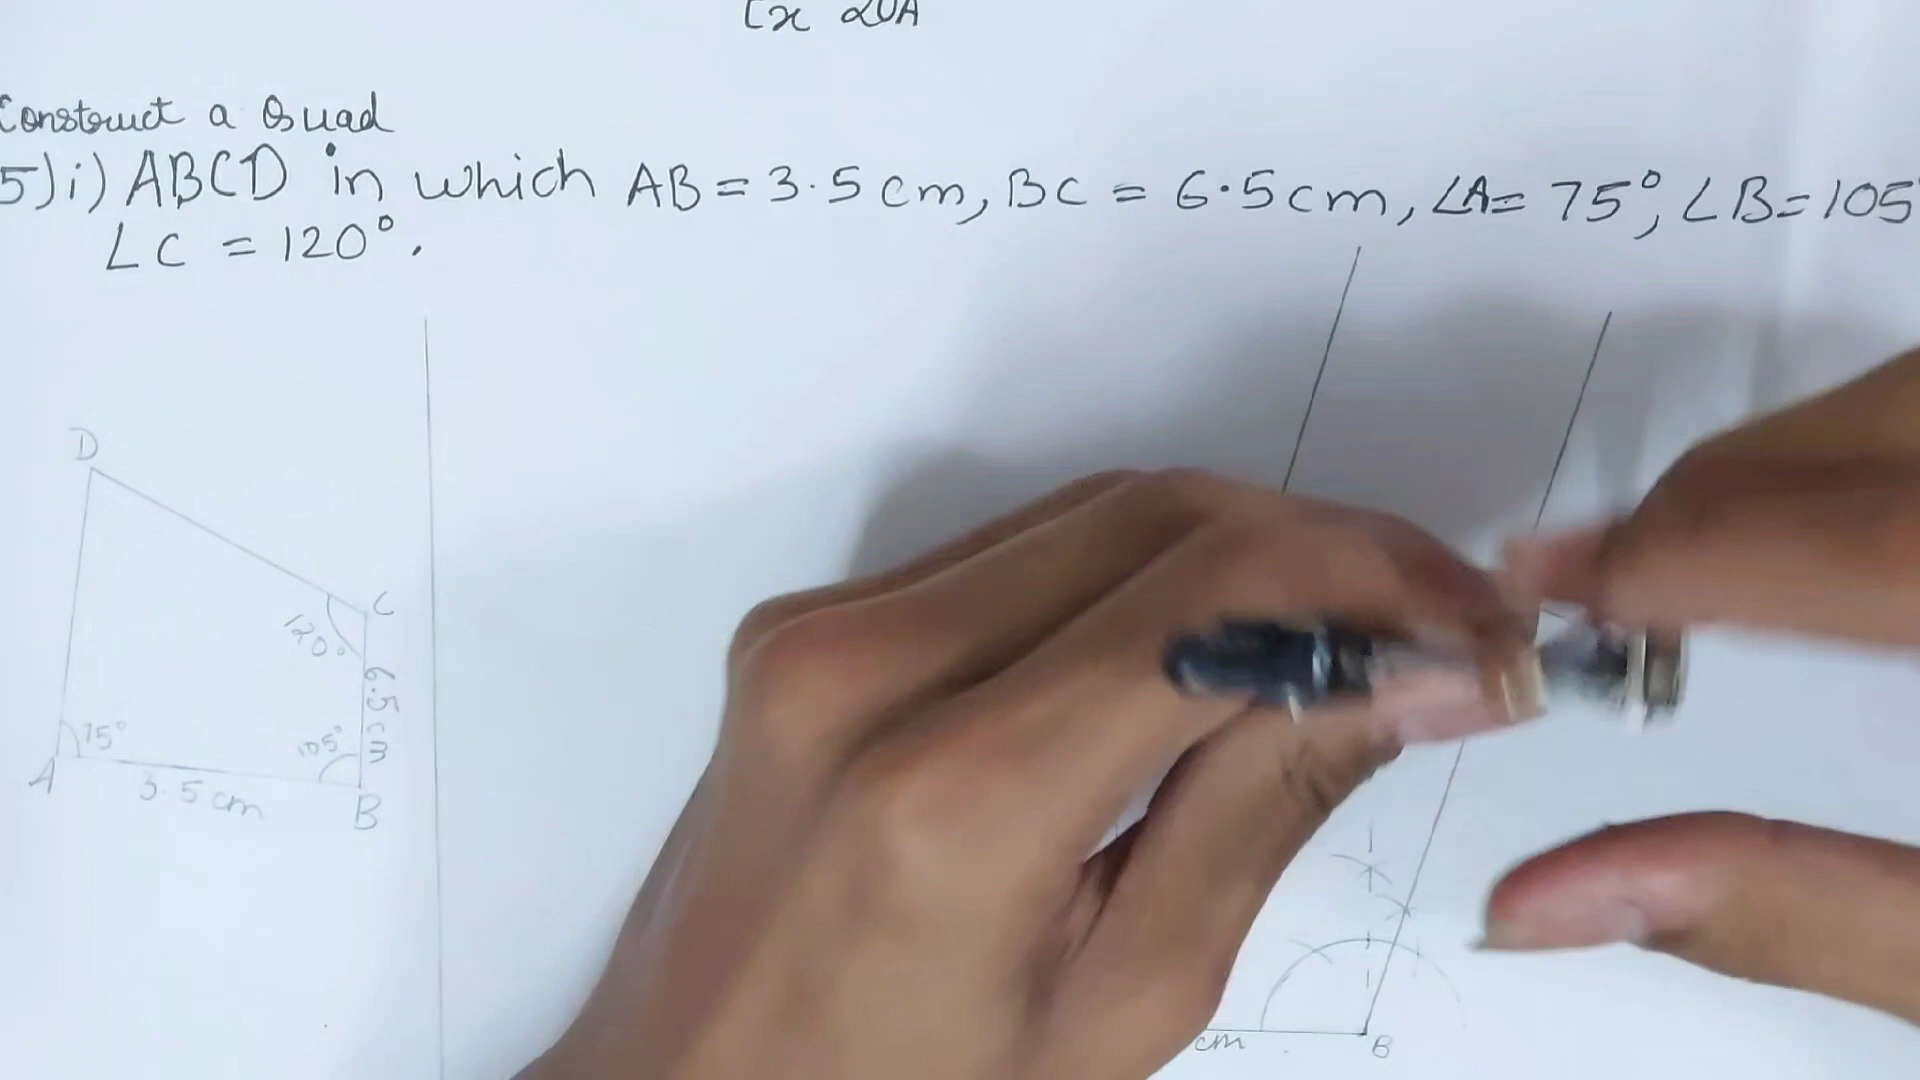 Ex 20A
Construct a Quad
5)i) ABCD in which AB = 3.5 cm, BC = 6.5 cm, ∠A = 75°, ∠B = 105°
∠C = 120°.
D
C
120°
6.5 cm
75°
105°
A
3.5 cm
B
cm
B